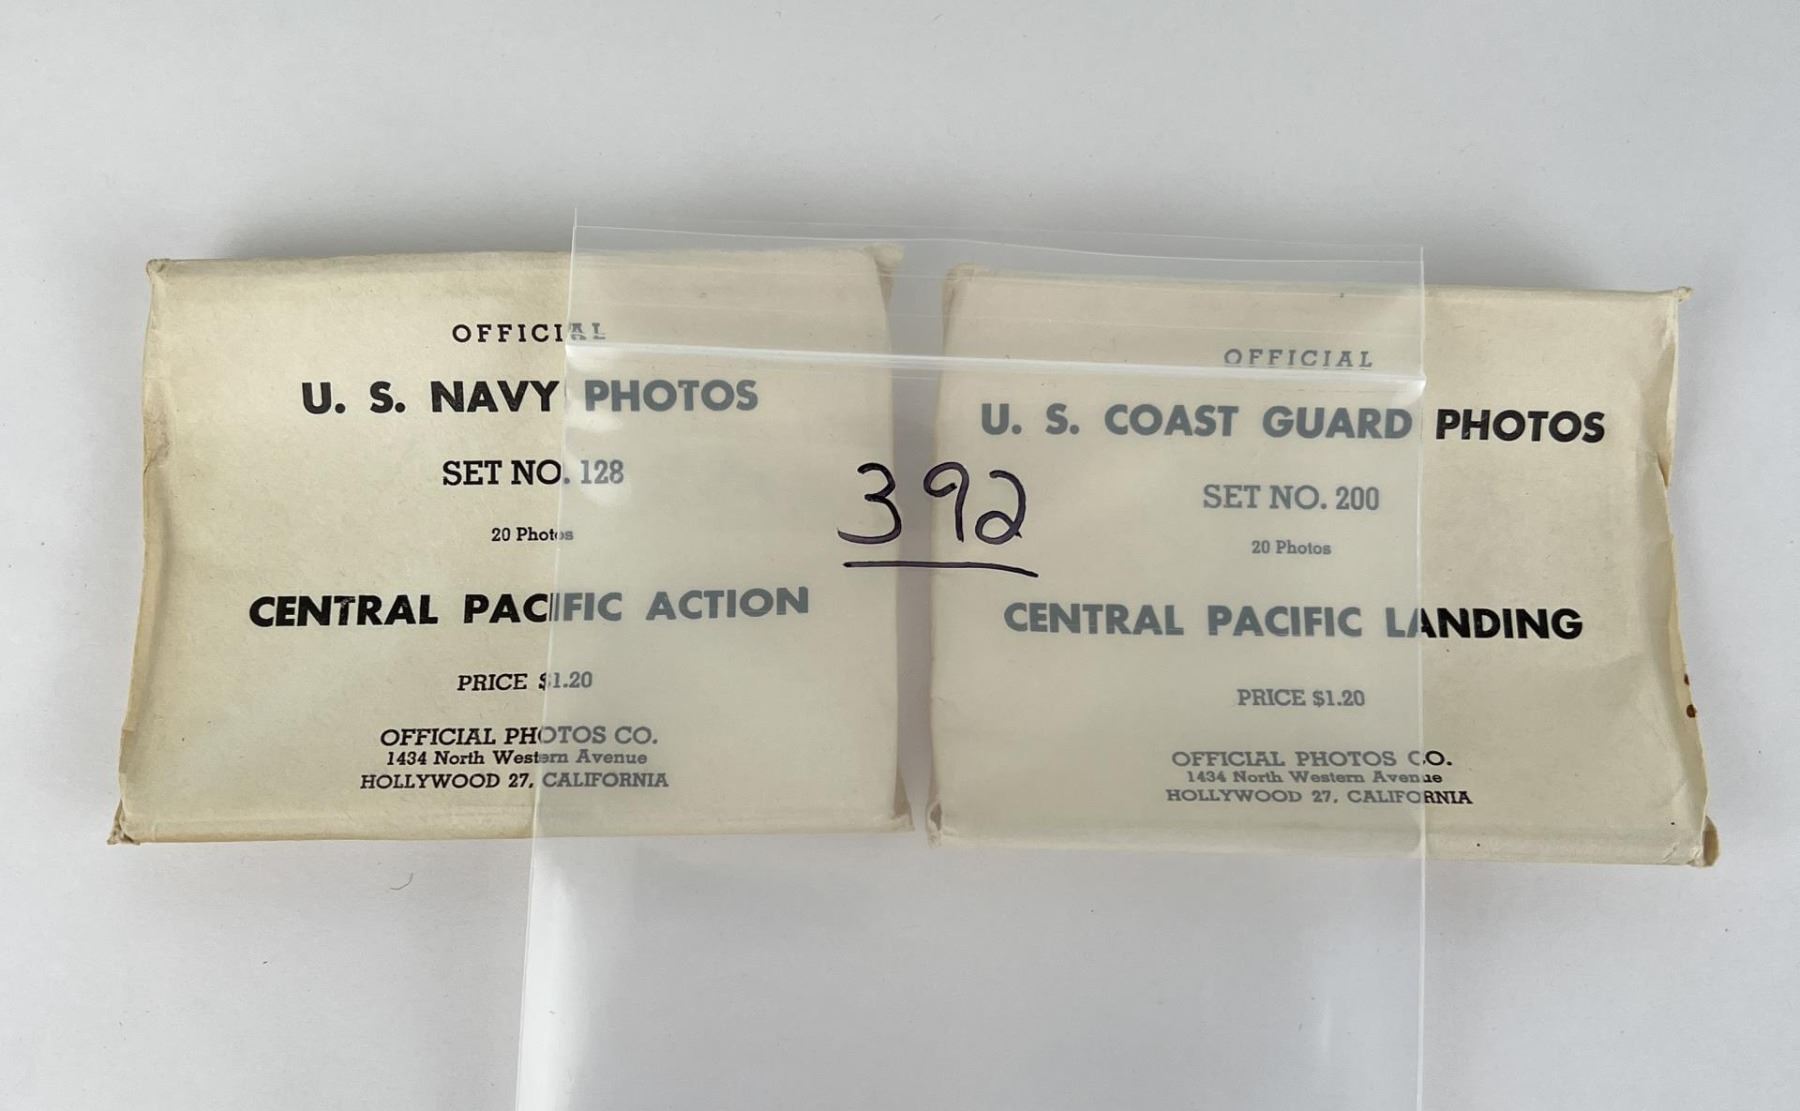 OFFICIAL
U. S. NAVY PHOTOS
SET NO. 128
20 Photos
CENTRAL PACIFIC ACTION
PRICE $1.20
OFFICIAL PHOTOS CO.
1434 North Western Avenue
HOLLYWOOD 27, CALIFORNIA
392
OFFICIAL
U. S. COAST GUARD PHOTOS
SET NO. 200
20 Photos
CENTRAL PACIFIC LANDING
PRICE $1.20
OFFICIAL PHOTOS CO.
1434 North Western Avenue
HOLLYWOOD 27, CALIFORNIA